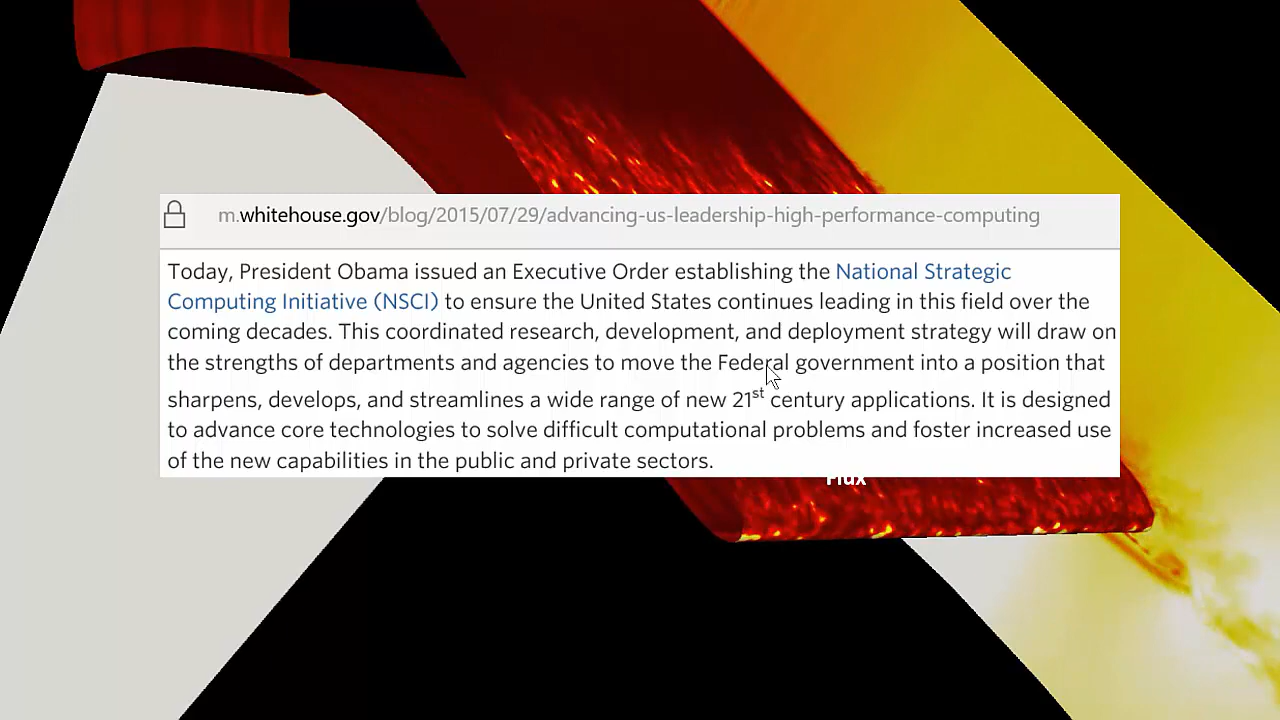 m.whitehouse.gov/blog/2015/07/29/advancing-us-leadership-high-performance-computing
Today, President Obama issued an Executive Order establishing the National Strategic
Computing Initiative (NSCI) to ensure the United States continues leading in this field over the
coming decades. This coordinated research, development, and deployment strategy will draw on
the strengths of departments and agencies to move the Federal government into a position that
sharpens, develops, and streamlines a wide range of new 21st century applications. It is designed
to advance core technologies to solve difficult computational problems and foster increased use
of the new capabilities in the public and private sectors.
Flux